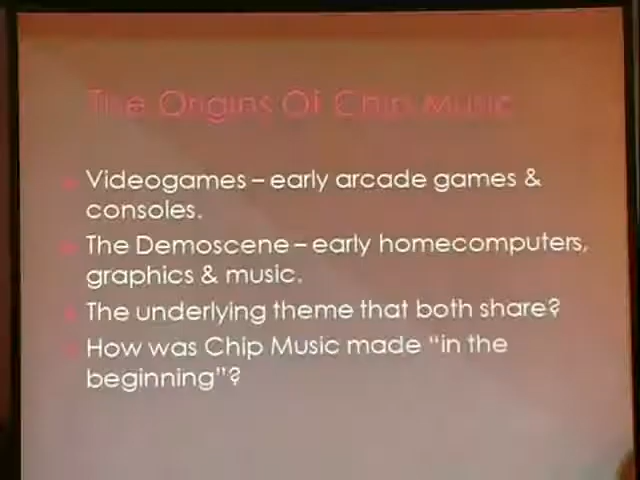 The Origins Of Chip Music
Videogames – early arcade games &
consoles.
The Demoscene – early homecomputers,
graphics & music.
The underlying theme that both share?
How was Chip Music made “in the
beginning”?